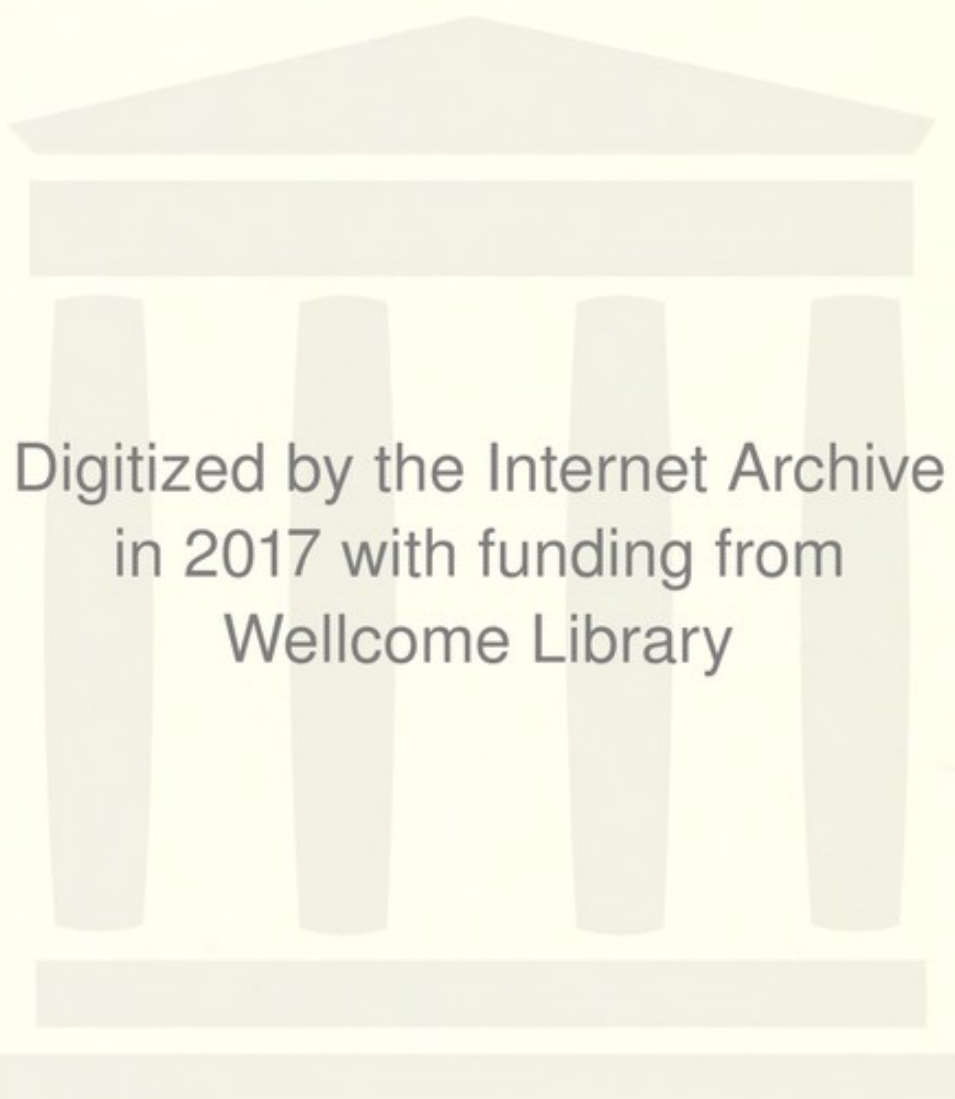 Digitized by the Internet Archive
in 2017 with funding from
Wellcome Library